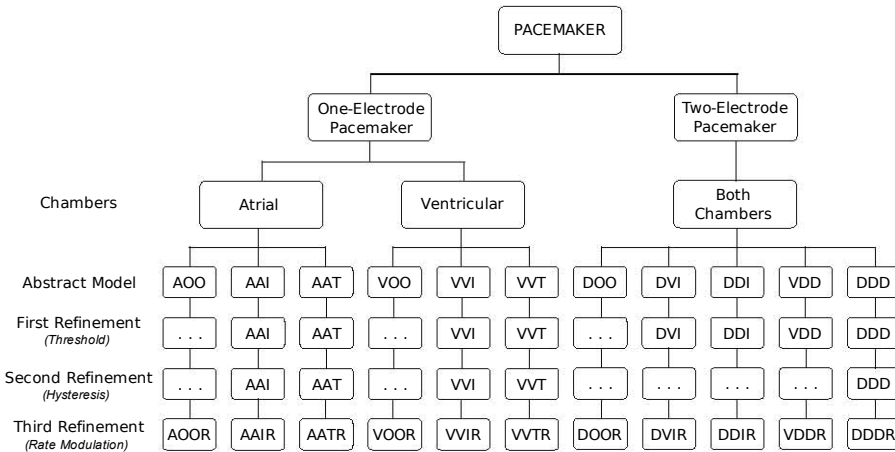 PACEMAKER
One-Electrode
Pacemaker
Two-Electrode
Pacemaker
Chambers
Atrial
Ventricular
Both
Chambers
Abstract Model AOO AAI AAT VOO VVI VVT DOO DVI DDI VDD DDD
First Refinement
(Threshold)
. . . AAI AAT . . . VVI VVT . . . DVI DDI VDD DDD
Second Refinement
(Hysteresis)
. . . AAI AAT . . . VVI VVT . . . . . . . . . . . . DDD
Third Refinement
(Rate Modulation)
AOOR AAIR AATR VOOR VVIR VVTR DOOR DVIR DDIR VDDR DDDR